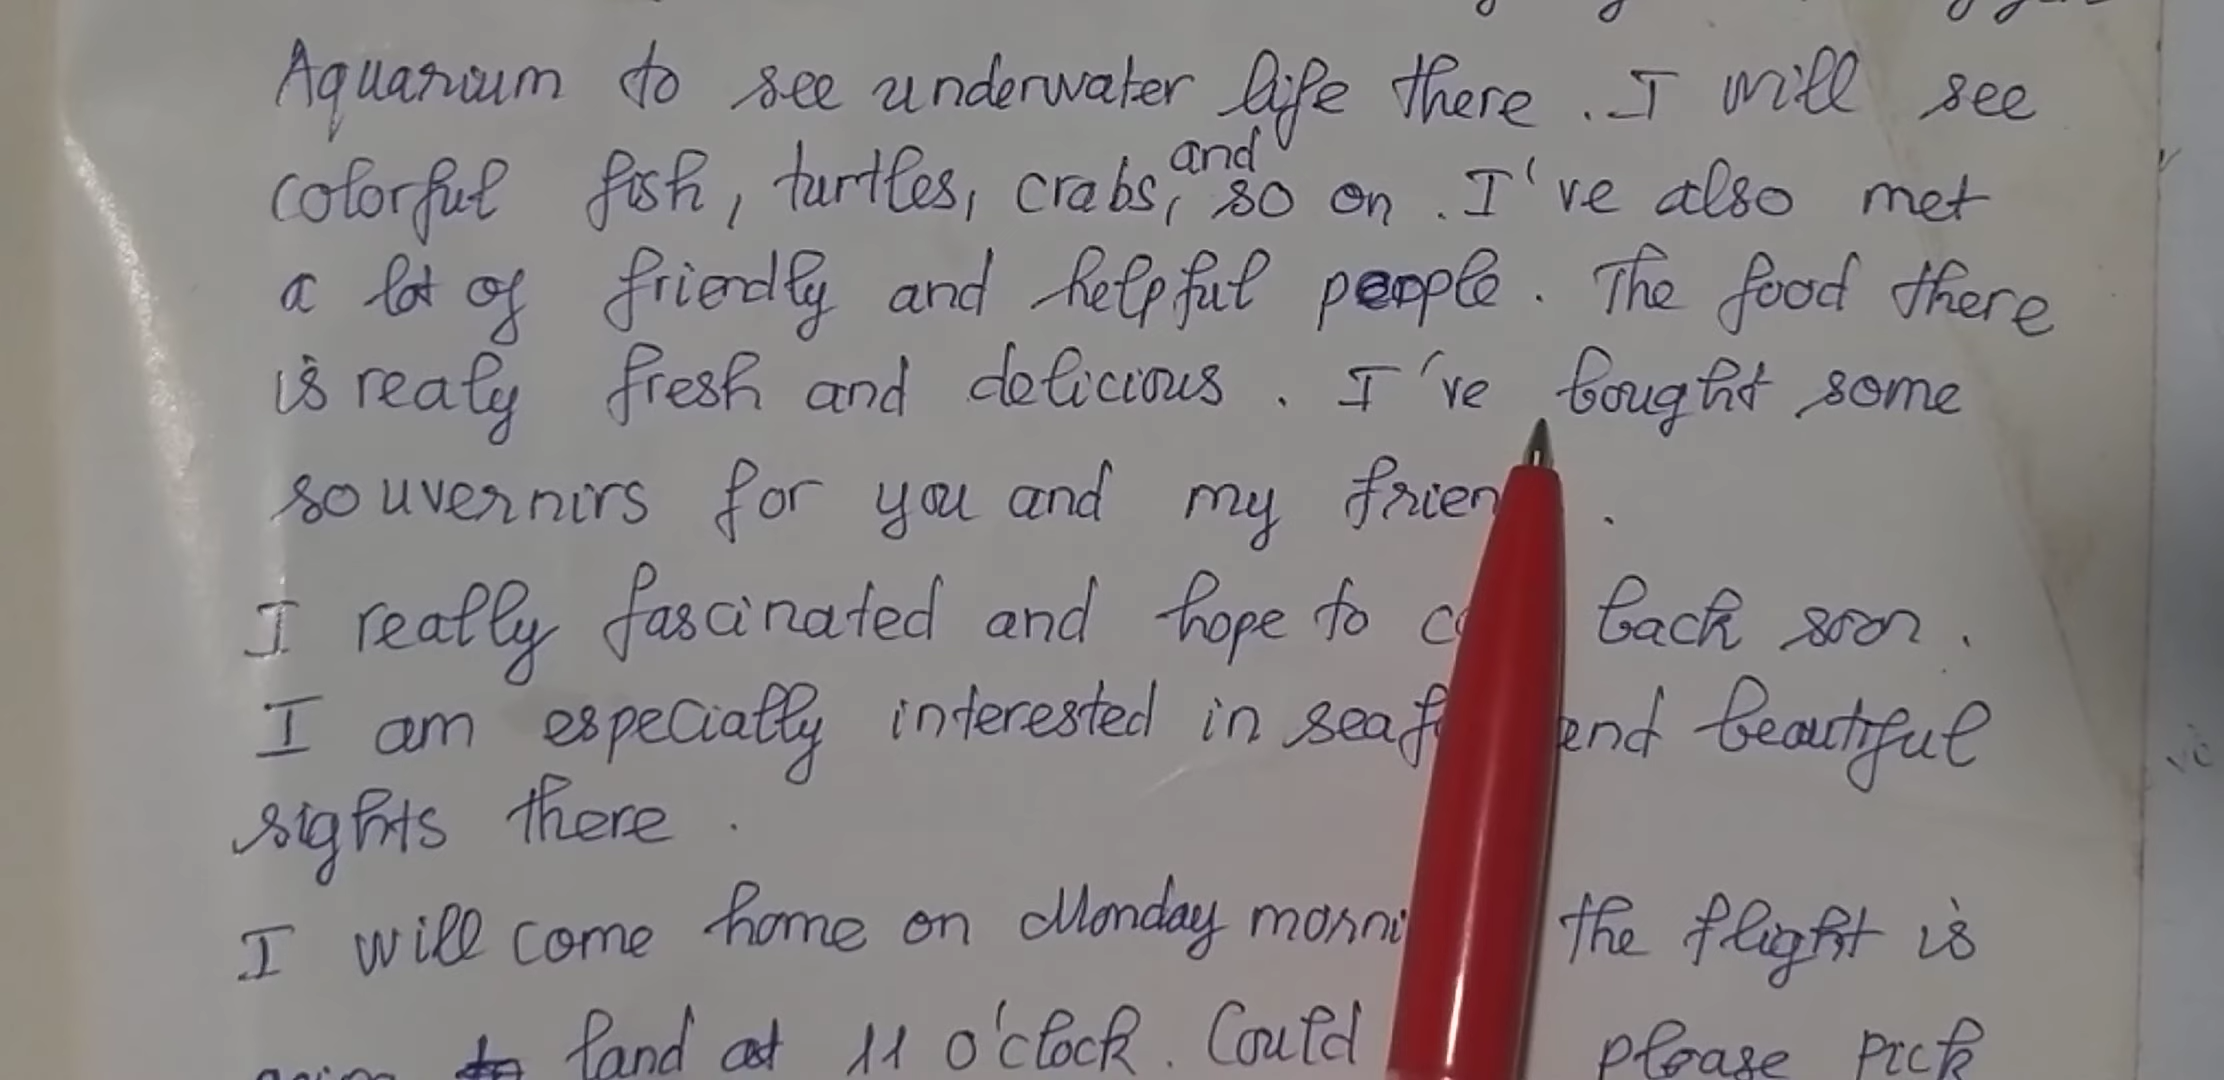 Aquarium to see underwater life there. I will see
colorful fish, turtles, crabs, and so on. I've also met
a lot of friendly and helpful people. The food there
is realy fresh and delicious. I've bought some
souvernirs for you and my
I really fascinated and hope to back soon.
I am especially interested in beautiful
sights there.
I will come home on Monday the flight is
to land at 11 o'clock. Could please pick